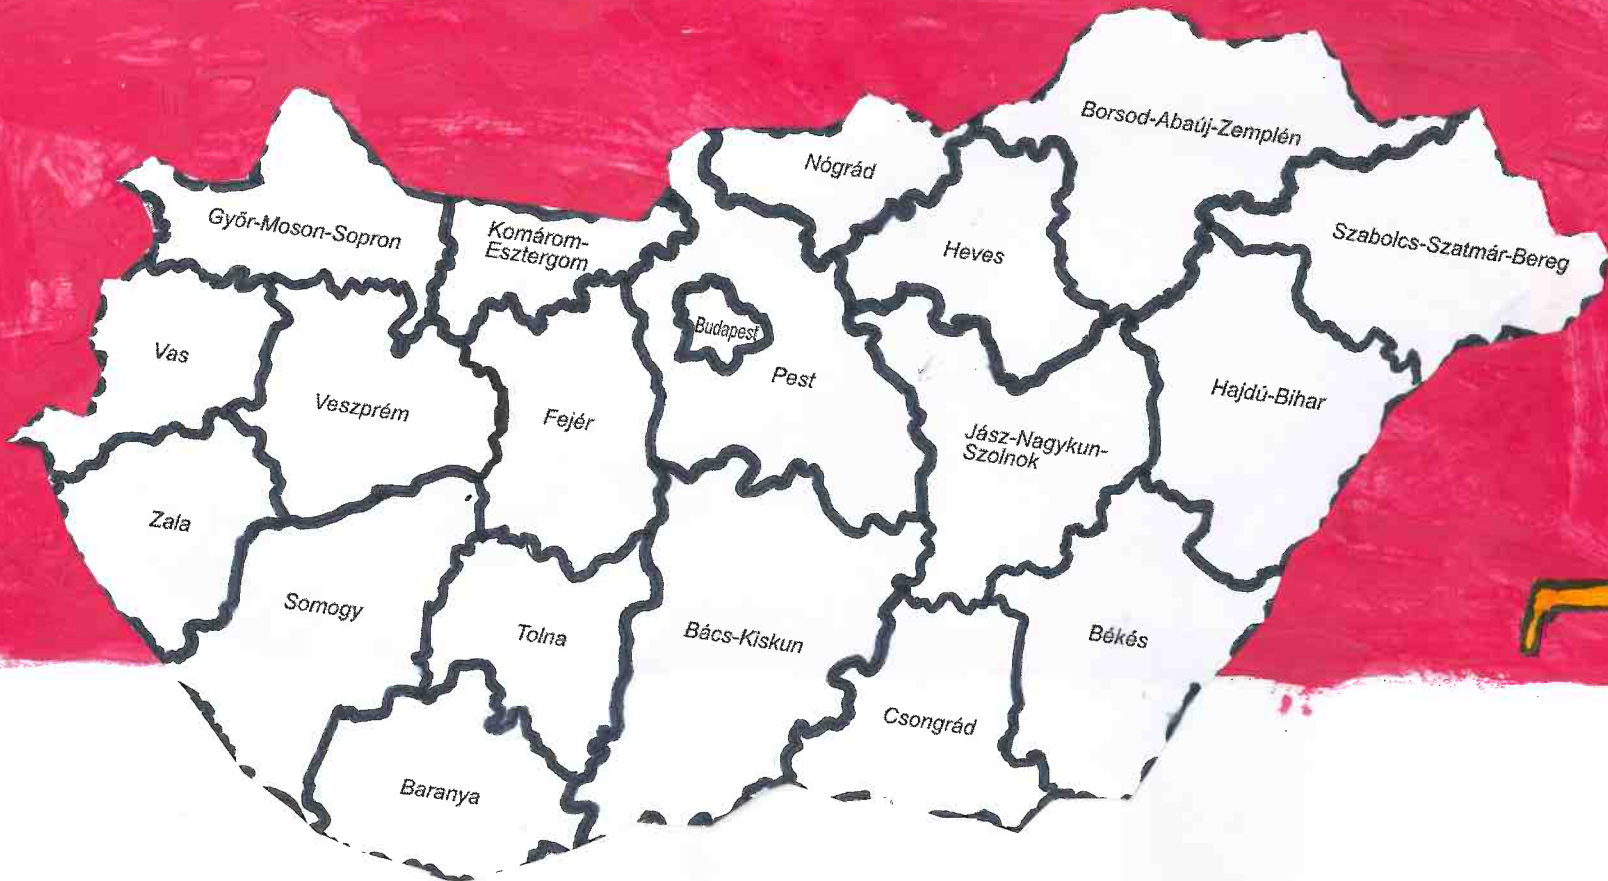 Borsod-Abaúj-Zemplén
Nógrád
Győr-Moson-Sopron
Komárom-
Esztergom
Heves
Szabolcs-Szatmár-Bereg
Budapest
Vas
Pest
Veszprém
Fejér
Hajdú-Bihar
Jász-Nagykun-
Szolnok
Zala
Somogy
Tolna
Bács-Kiskun
Békés
Csongrád
Baranya